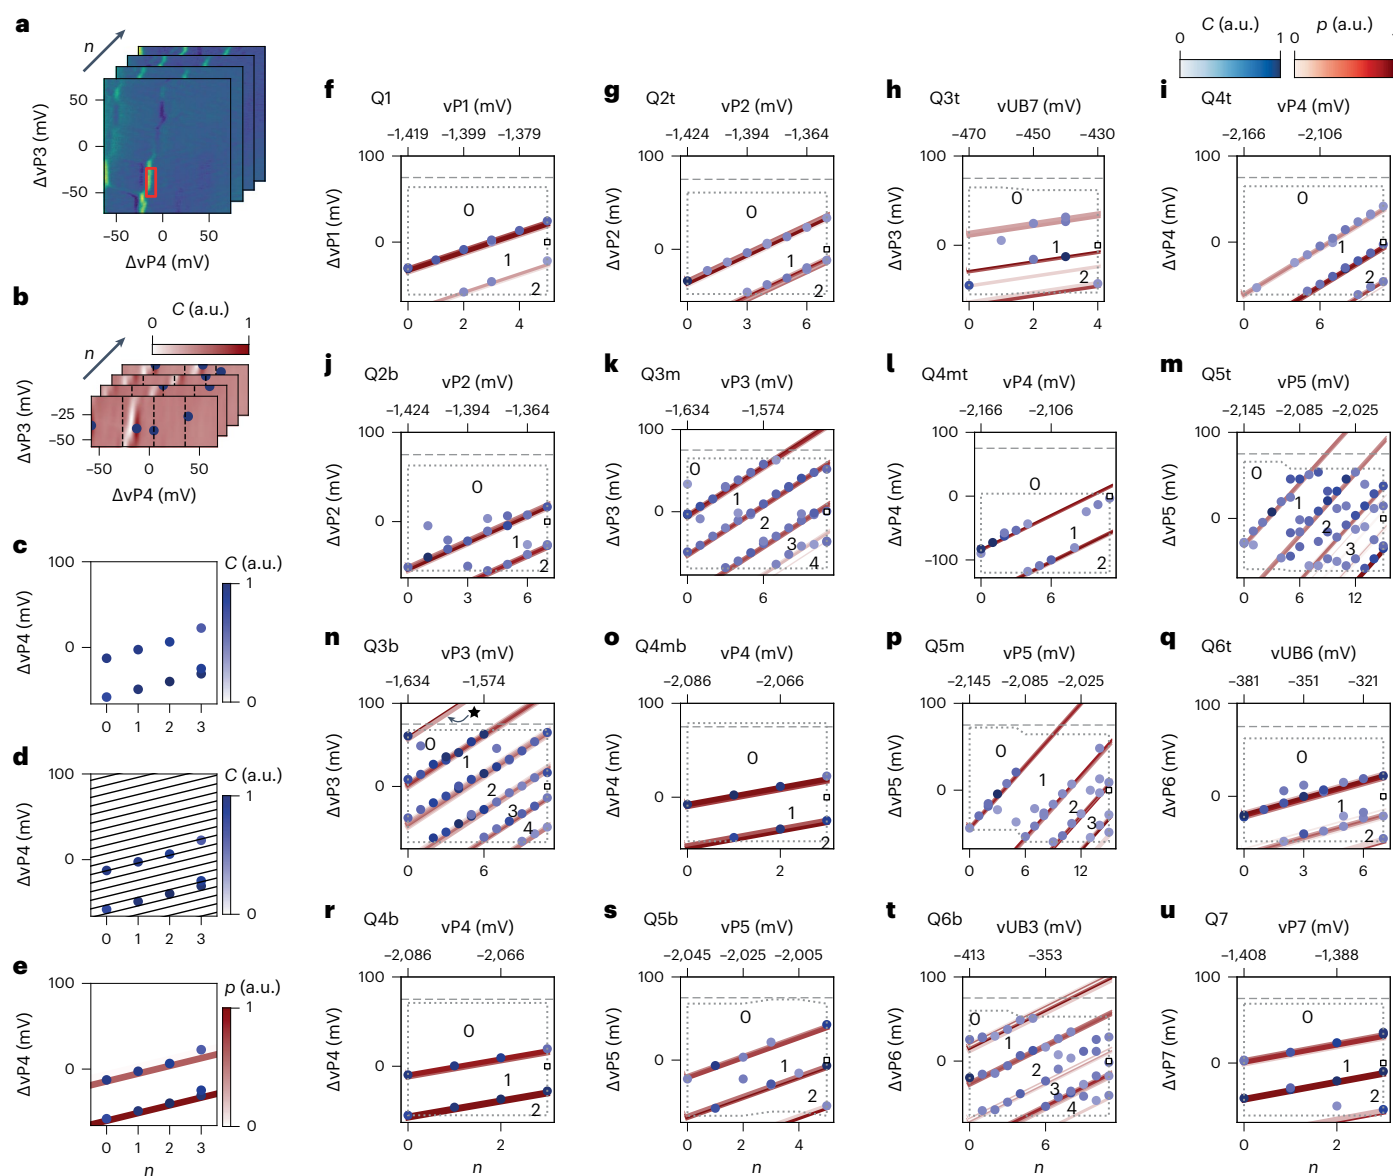 a
n
50
0
−50
ΔvP3 (mV)
−50 0 50
ΔvP4 (mV)
b
C (a.u.)
0 1
n
−25
−50
ΔvP3 (mV)
−50 0 50
ΔvP4 (mV)
c
100
0
ΔvP4 (mV)
0 1 2 3
C (a.u.)
1
0
d
100
0
ΔvP4 (mV)
0 1 2 3
C (a.u.)
1
0
e
100
0
ΔvP4 (mV)
0 1 2 3
n
p (a.u.)
1
0
C (a.u.)
0 1
p (a.u.)
0
f
Q1
vP1 (mV)
−1,419 −1,399 −1,379
100
0
ΔvP1 (mV)
0
1
2
0 2 4
g
Q2t
vP2 (mV)
−1,424 −1,394 −1,364
100
0
ΔvP2 (mV)
0
1
2
0 3 6
h
Q3t
vUB7 (mV)
−470 −450 −430
100
0
ΔvP3 (mV)
0
1
2
0 2 4
i
Q4t
vP4 (mV)
−2,166 −2,106
100
0
ΔvP4 (mV)
0
1
2
0 6
j
Q2b
vP2 (mV)
−1,424 −1,394 −1,364
100
0
ΔvP2 (mV)
0
1
2
0 3 6
k
Q3m
vP3 (mV)
−1,634 −1,574
100
0
ΔvP3 (mV)
0
1
2
3
4
0 6
l
Q4mt
vP4 (mV)
−2,166 −2,106
100
0
−100
ΔvP4 (mV)
0
1
2
0 6
m
Q5t
vP5 (mV)
−2,145 −2,085 −2,025
100
0
ΔvP5 (mV)
0
1
2
3
0 6 12
n
Q3b
vP3 (mV)
−1,634 −1,574
100
0
ΔvP3 (mV)
0
1
2
3
4
0 6
o
Q4mb
vP4 (mV)
−2,086 −2,066
100
0
ΔvP4 (mV)
0
1
2
0 2
p
Q5m
vP5 (mV)
−2,145 −2,085 −2,025
100
0
ΔvP5 (mV)
0
1
2
3
0 6 12
q
Q6t
vUB6 (mV)
−381 −351 −321
100
0
ΔvP6 (mV)
0
1
2
0 3 6
r
Q4b
vP4 (mV)
−2,086 −2,066
100
0
ΔvP4 (mV)
0
1
2
0 2
n
s
Q5b
vP5 (mV)
−2,045 −2,025 −2,005
100
0
ΔvP5 (mV)
0
1
2
0 2 4
n
t
Q6b
vUB3 (mV)
−413 −353
100
0
ΔvP6 (mV)
0
1
2
3
4
0 6
n
u
Q7
vP7 (mV)
−1,408 −1,388
100
0
ΔvP7 (mV)
0
1
2
0 2
n